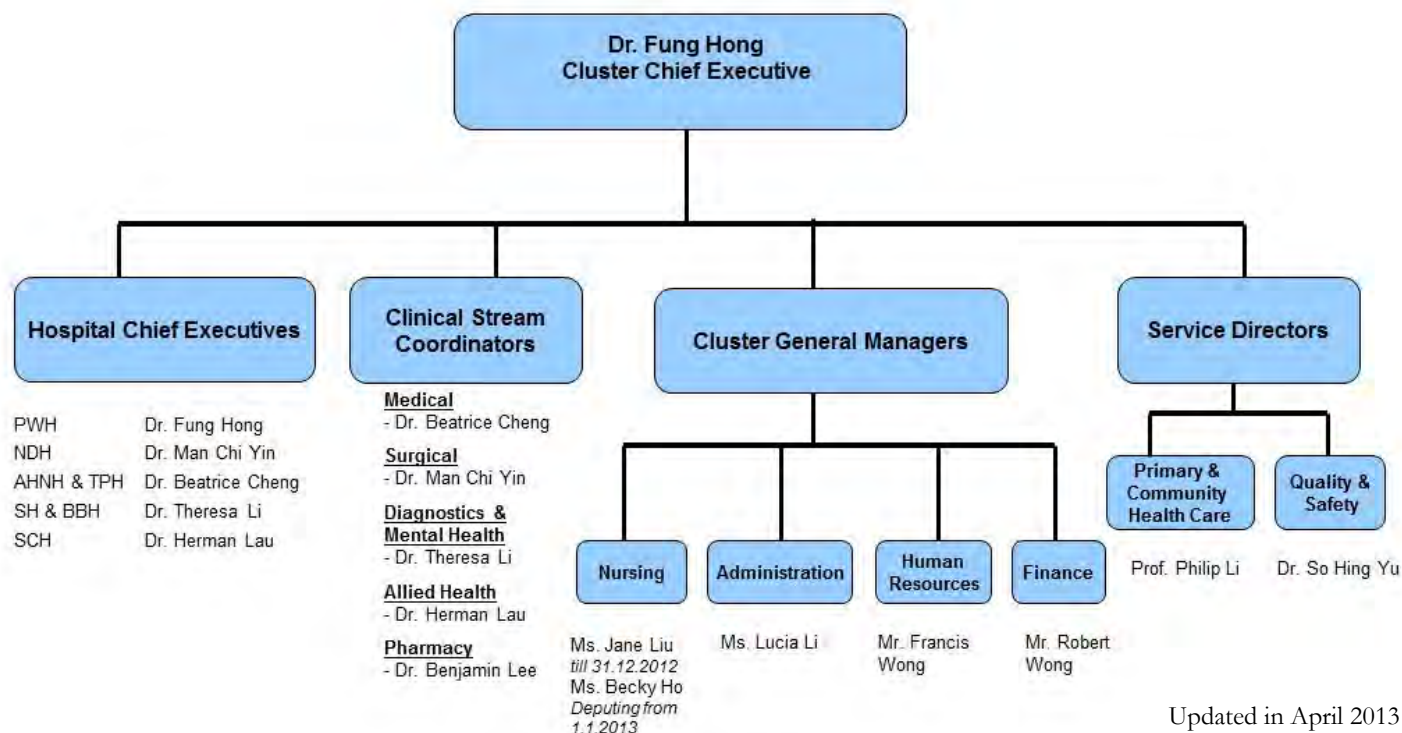 Dr. Fung Hong
Cluster Chief Executive
Hospital Chief Executives
PWH Dr. Fung Hong
NDH Dr. Man Chi Yin
AHNH & TPH Dr. Beatrice Cheng
SH & BBH Dr. Theresa Li
SCH Dr. Herman Lau
Clinical Stream
Coordinators
Medical
- Dr. Beatrice Cheng
Surgical
- Dr. Man Chi Yin
Diagnostics &
Mental Health
- Dr. Theresa Li
Allied Health
- Dr. Herman Lau
Pharmacy
- Dr. Benjamin Lee
Cluster General Managers
Nursing
Ms. Jane Liu
till 31.12.2012
Ms. Becky Ho
Deputing from
1.1.2013
Administration
Ms. Lucia Li
Human
Resources
Mr. Francis
Wong
Finance
Mr. Robert
Wong
Service Directors
Primary &
Community
Health Care
Prof. Philip Li
Quality &
Safety
Dr. So Hing Yu
Updated in April 2013